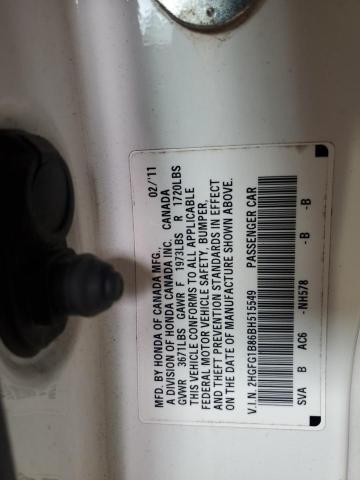 MFD. BY HONDA OF CANADA MFG. 02/'11
A DIVISION OF HONDA CANADA INC. CANADA
GVWR 3671LBS GAWR F 1973LBS R 1720LBS
THIS VEHICLE CONFORMS TO ALL APPLICABLE
FEDERAL MOTOR VEHICLE SAFETY, BUMPER,
AND THEFT PREVENTION STANDARDS IN EFFECT
ON THE DATE OF MANUFACTURE SHOWN ABOVE.
V.I.N. 2HGFG1B86BH515549 PASSENGER CAR
SVA B AC6 -NH578 -B -B